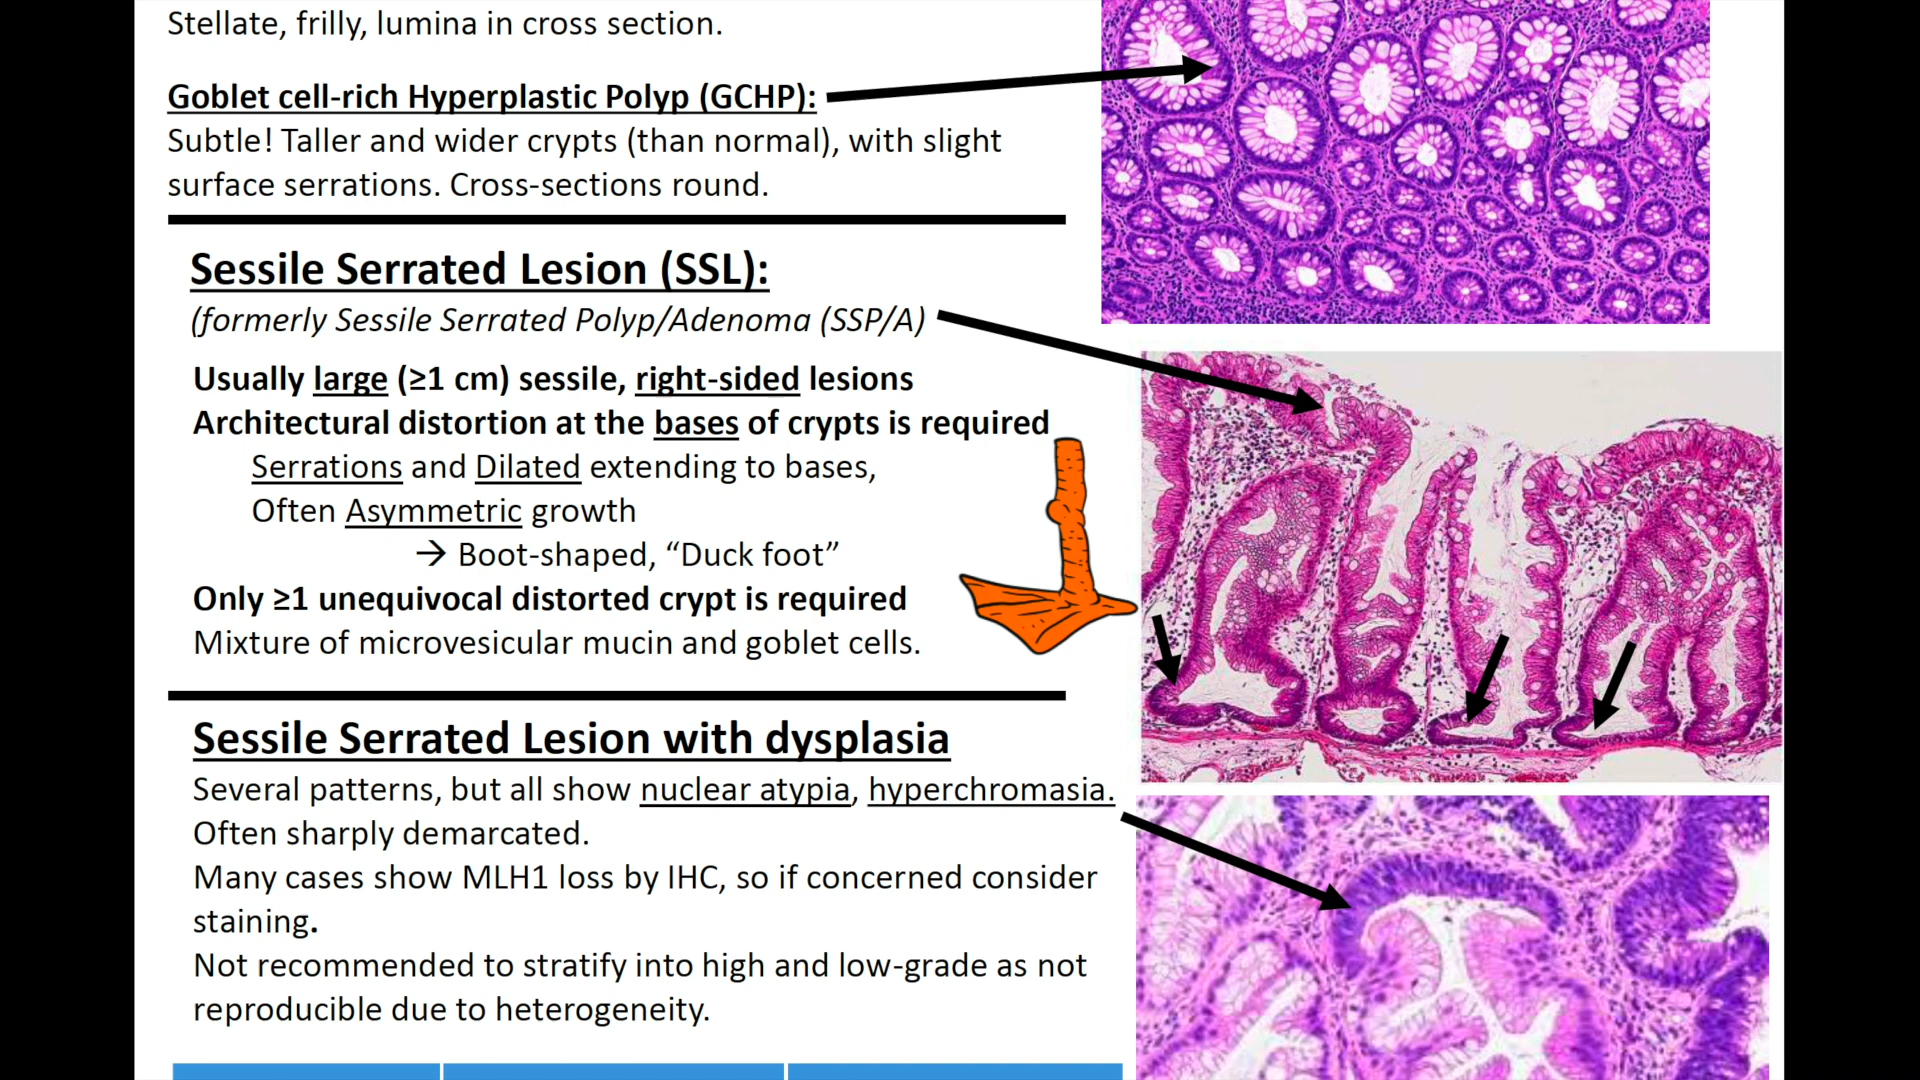 Stellate, frilly, lumina in cross section.
Goblet cell-rich Hyperplastic Polyp (GCHP):
Subtle! Taller and wider crypts (than normal), with slight
surface serrations. Cross-sections round.
Sessile Serrated Lesion (SSL):
(formerly Sessile Serrated Polyp/Adenoma (SSP/A)
Usually large (≥1 cm) sessile, right-sided lesions
Architectural distortion at the bases of crypts is required
Serrations and Dilated extending to bases,
Often Asymmetric growth
→ Boot-shaped, “Duck foot”
Only ≥1 unequivocal distorted crypt is required
Mixture of microvesicular mucin and goblet cells.
Sessile Serrated Lesion with dysplasia
Several patterns, but all show nuclear atypia, hyperchromasia.
Often sharply demarcated.
Many cases show MLH1 loss by IHC, so if concerned consider
staining.
Not recommended to stratify into high and low-grade as not
reproducible due to heterogeneity.